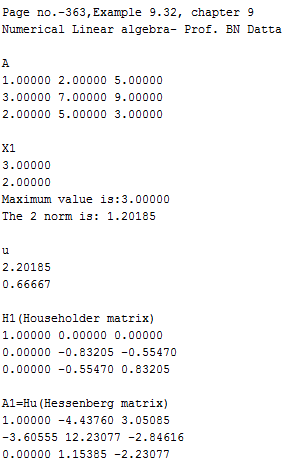 Page no.-363,Example 9.32, chapter 9
Numerical Linear algebra- Prof. BN Datta
A
1.00000 2.00000 5.00000
3.00000 7.00000 9.00000
2.00000 5.00000 3.00000
X1
3.00000
2.00000
Maximum value is:3.00000
The 2 norm is: 1.20185
u
2.20185
0.66667
H1(Householder matrix)
1.00000 0.00000 0.00000
0.00000 -0.83205 -0.55470
0.00000 -0.55470 0.83205
A1=Hu(Hessenberg matrix)
1.00000 -4.43760 3.05085
-3.60555 12.23077 -2.84616
0.00000 1.15385 -2.23077